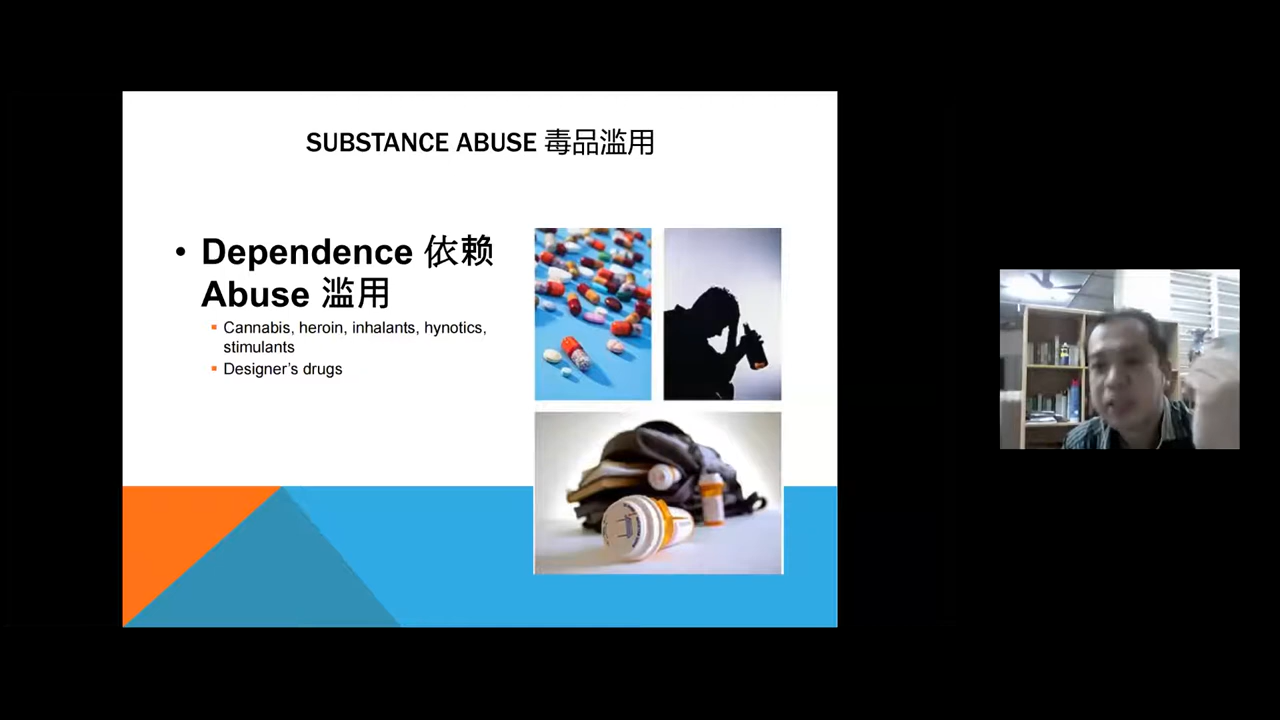 SUBSTANCE ABUSE 毒品滥用
• Dependence 依赖
Abuse 滥用
▪ Cannabis, heroin, inhalants, hynotics,
stimulants
▪ Designer's drugs